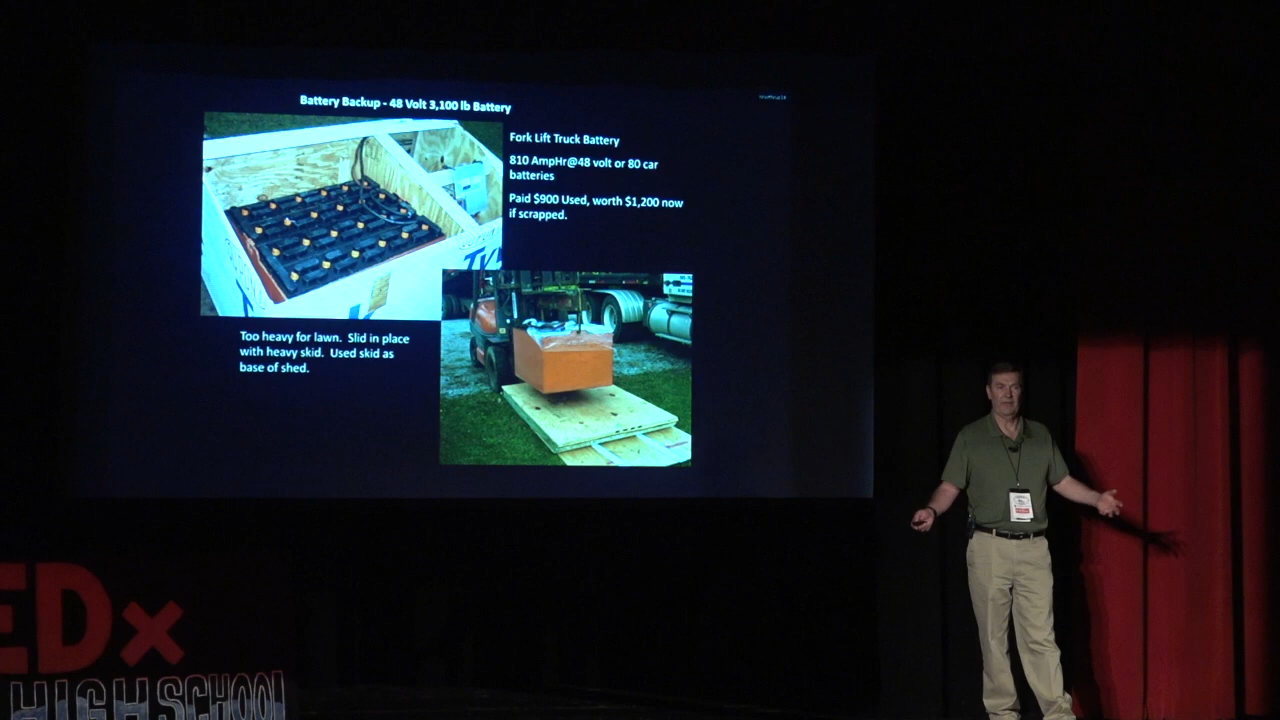 Battery Backup - 48 Volt 3,100 lb Battery
Fork Lift Truck Battery
810 AmpHr@48 volt or 80 car
batteries
Paid $900 Used, worth $1,200 now
if scrapped.
Too heavy for lawn. Slid in place
with heavy skid. Used skid as
base of shed.
EDx
HIGH SCHOOL